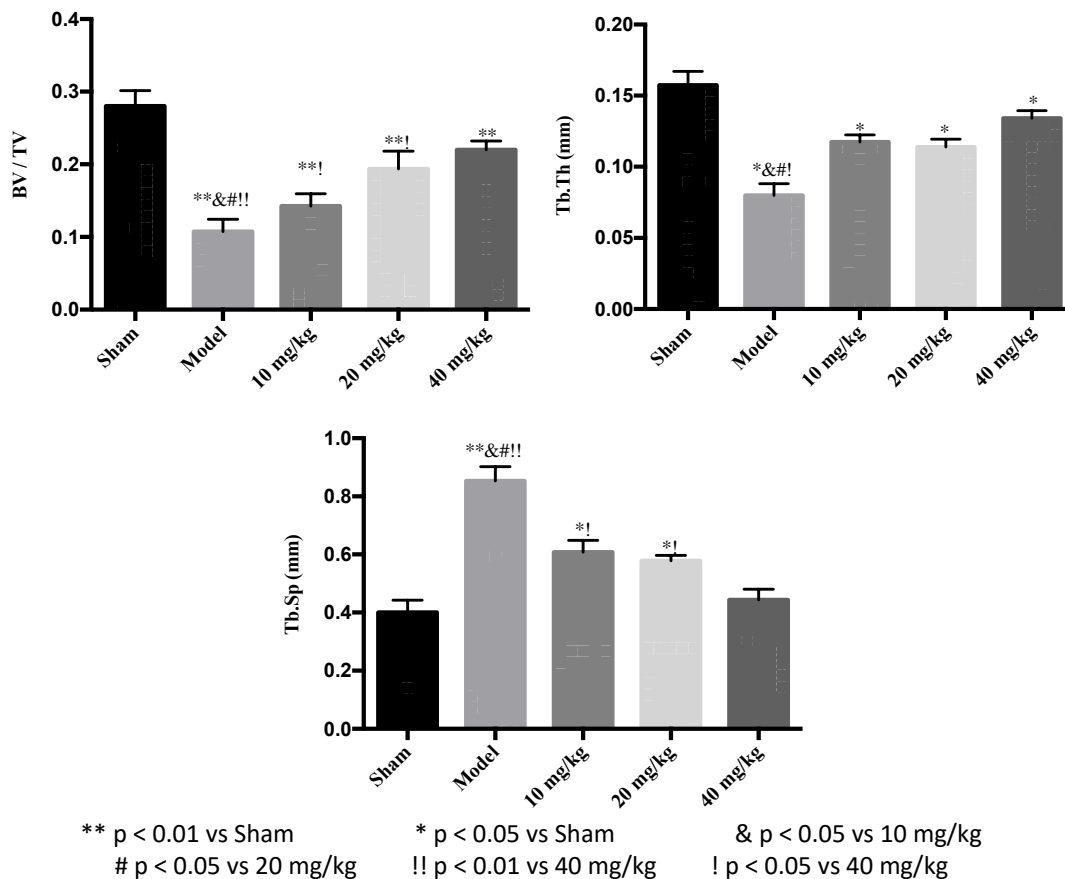 0.4
0.3
0.2
0.1
0.0
BV / TV
**&#!!
**!
**!
**
Sham
Model
10 mg/kg
20 mg/kg
40 mg/kg
0.20
0.15
0.10
0.05
0.00
Tb.Th (mm)
*&#!
*
*
*
Sham
Model
10 mg/kg
20 mg/kg
40 mg/kg
1.0
0.8
0.6
0.4
0.2
0.0
Tb.Sp (mm)
**&#!!
*!
*!
Sham
Model
10 mg/kg
20 mg/kg
40 mg/kg
** p < 0.01 vs Sham * p < 0.05 vs Sham & p < 0.05 vs 10 mg/kg
# p < 0.05 vs 20 mg/kg !! p < 0.01 vs 40 mg/kg ! p < 0.05 vs 40 mg/kg